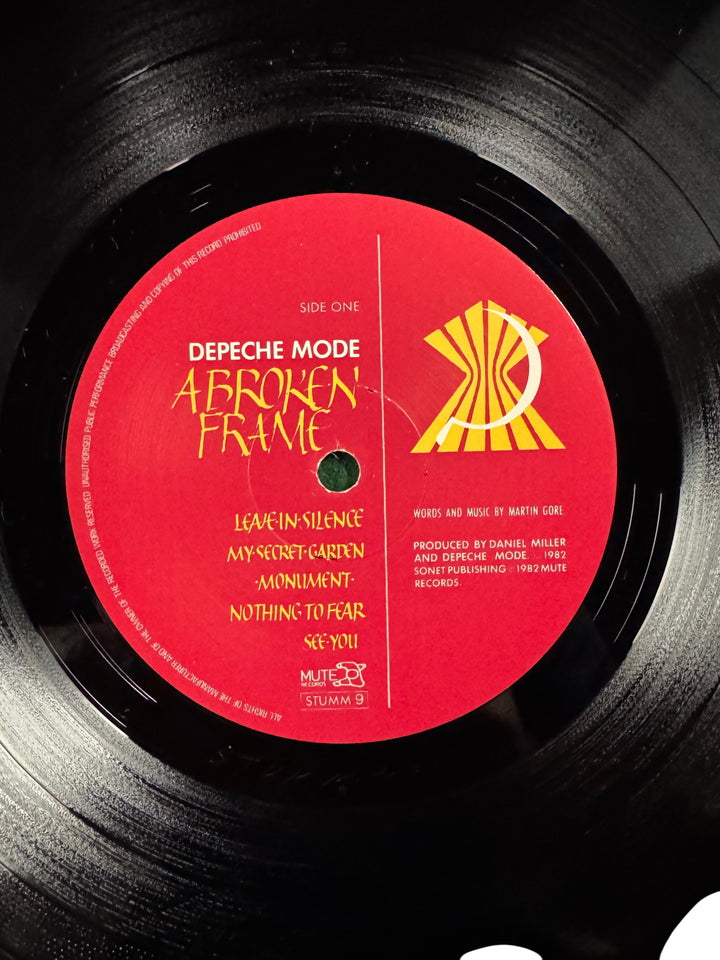 ALL RIGHTS OF THE MANUFACTURER AND OF THE OWNER OF THE RECORDED WORK RESERVED UNAUTHORISED PUBLIC PERFORMANCE BROADCASTING AND COPYING OF THIS RECORD PROHIBITED
SIDE ONE
DEPECHE MODE
A BROKEN
FRAME
LEAVE·IN·SILENCE
MY·SECRET·GARDEN
·MONUMENT·
NOTHING·TO FEAR
SEE·YOU
MUTE
RECORDS
STUMM 9
WORDS AND MUSIC BY MARTIN GORE
PRODUCED BY DANIEL MILLER
AND DEPECHE MODE. 1982
SONET PUBLISHING : 1982 MUTE
RECORDS